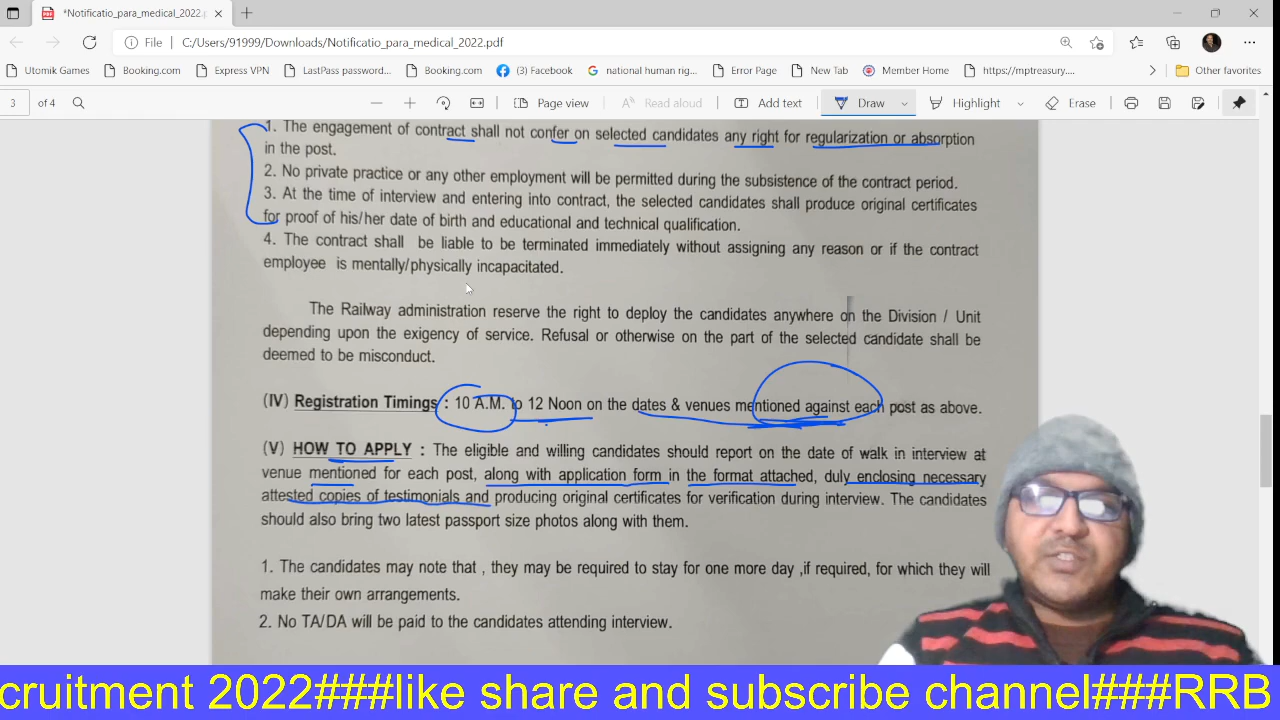 *Notificatio_para_medical_2022.p
File
C:/Users/91999/Downloads/Notificatio_para_medical_2022.pdf
Utomik Games
Booking.com
Express VPN
LastPass password...
Booking.com
(3) Facebook
national human rig...
Error Page
New Tab
Member Home
https://mptreasury....
Other favorites
3 of 4
Page view
Read aloud
Add text
Draw
Highlight
Erase
1. The engagement of contract shall not confer on selected candidates any right for regularization or absorption
in the post.
2. No private practice or any other employment will be permitted during the subsistence of the contract period.
3. At the time of interview and entering into contract, the selected candidates shall produce original certificates
for proof of his/her date of birth and educational and technical qualification.
4. The contract shall be liable to be terminated immediately without assigning any reason or if the contract
employee is mentally/physically incapacitated.
The Railway administration reserve the right to deploy the candidates anywhere on the Division / Unit
depending upon the exigency of service. Refusal or otherwise on the part of the selected candidate shall be
deemed to be misconduct.
(IV) Registration Timings : 10 A.M. to 12 Noon on the dates & venues mentioned against each post as above.
(V) HOW TO APPLY : The eligible and willing candidates should report on the date of walk in interview at
venue mentioned for each post, along with application form in the format attached, duly enclosing necessary
attested copies of testimonials and producing original certificates for verification during interview. The candidates
should also bring two latest passport size photos along with them.
1. The candidates may note that , they may be required to stay for one more day ,if required, for which they will
make their own arrangements.
2. No TA/DA will be paid to the candidates attending interview.
cruitment 2022###like share and subscribe channel###RRB